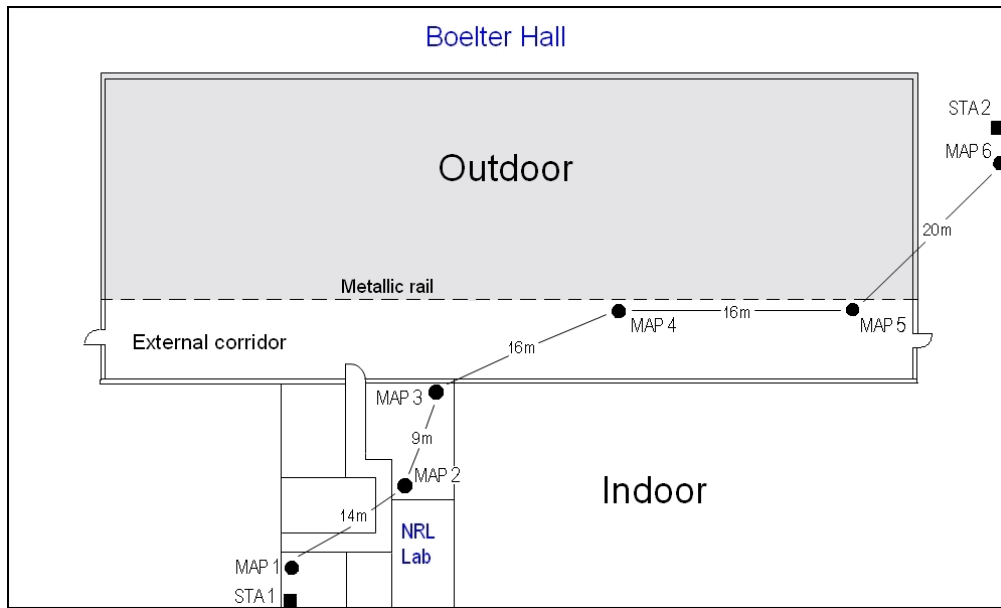 Boelter Hall
STA 2
MAP 6
Outdoor
20m
Metallic rail
MAP 4
16m
MAP 5
External corridor
16m
MAP 3
9m
MAP 2
Indoor
14m
NRL
Lab
MAP 1
STA 1